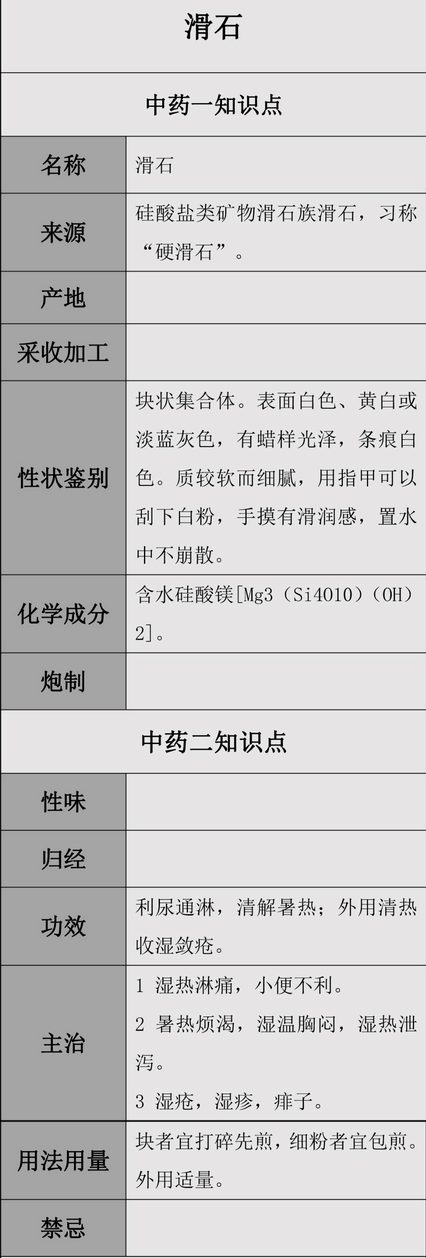 滑石
中药一知识点
名称
滑石
来源
硅酸盐类矿物滑石族滑石，习称
“硬滑石”。
产地
采收加工
性状鉴别
块状集合体。表面白色、黄白或
淡蓝灰色，有蜡样光泽，条痕白
色。质较软而细腻，用指甲可以
刮下白粉，手摸有滑润感，置水
中不崩散。
化学成分
含水硅酸镁[Mg3（Si4O10）（OH）
2]。
炮制
中药二知识点
性味
归经
功效
利尿通淋，清解暑热；外用清热
收湿敛疮。
主治
1 湿热淋痛，小便不利。
2 暑热烦渴，湿温胸闷，湿热泄
泻。
3 湿疮，湿疹，痱子。
用法用量
块者宜打碎先煎，细粉者宜包煎。
外用适量。
禁忌